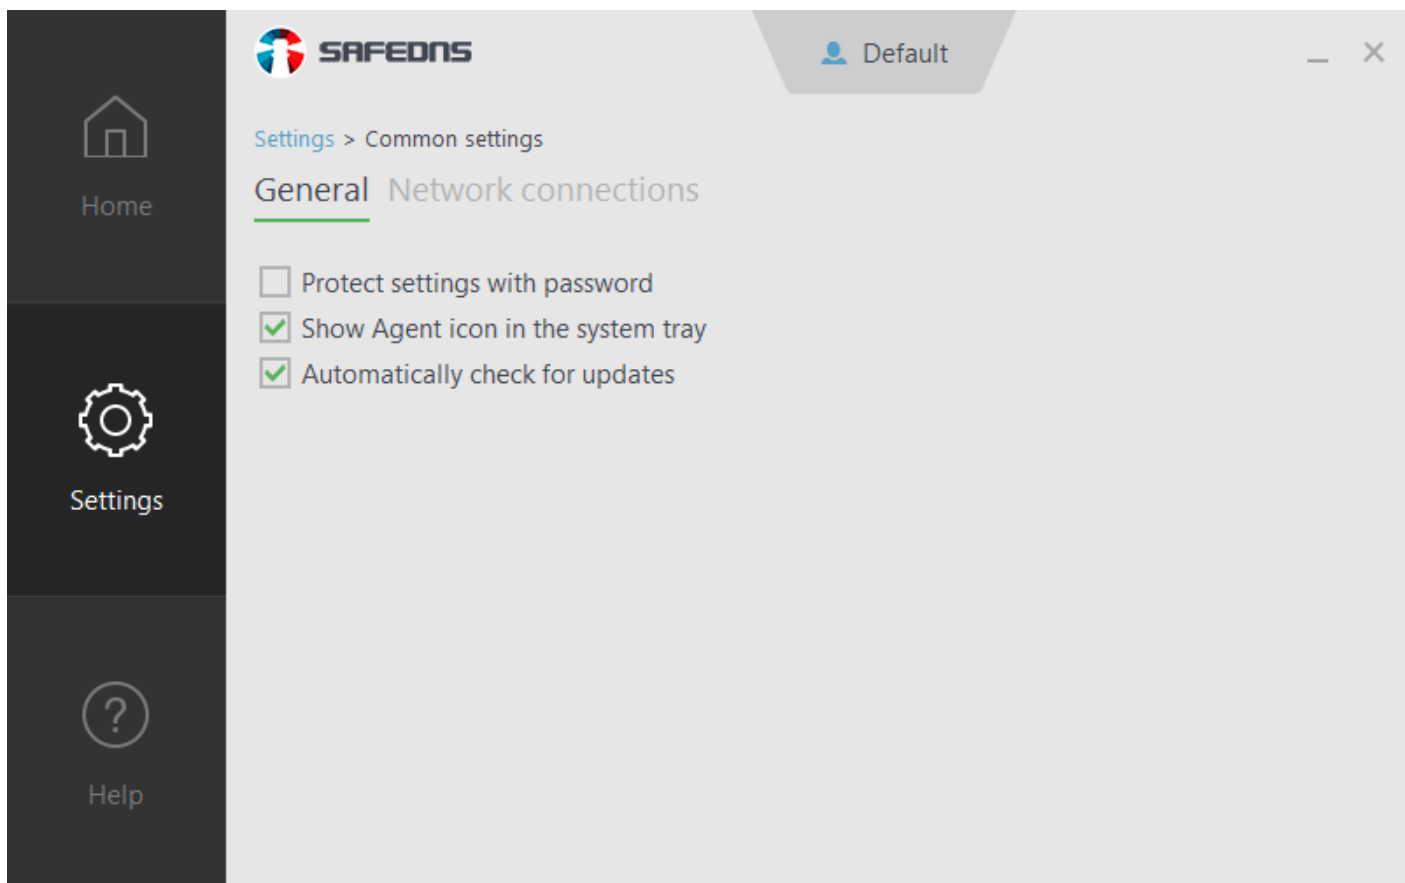 SAFEDNS
Default
Settings > Common settings
General Network connections
Protect settings with password
Show Agent icon in the system tray
Automatically check for updates
Home
Settings
?
Help